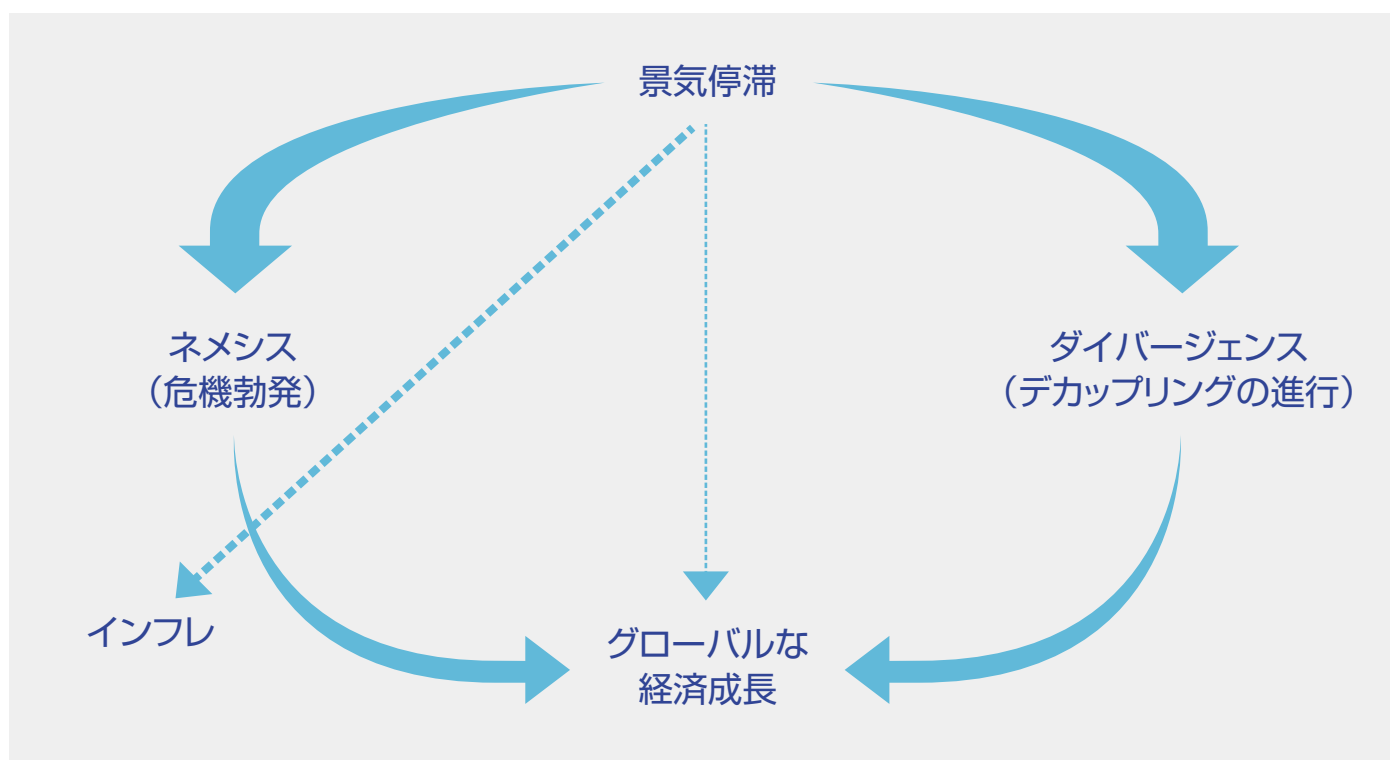 景気停滞
ネメシス
（危機勃発）
ダイバージェンス
（デカップリングの進行）
インフレ
グローバルな
経済成長